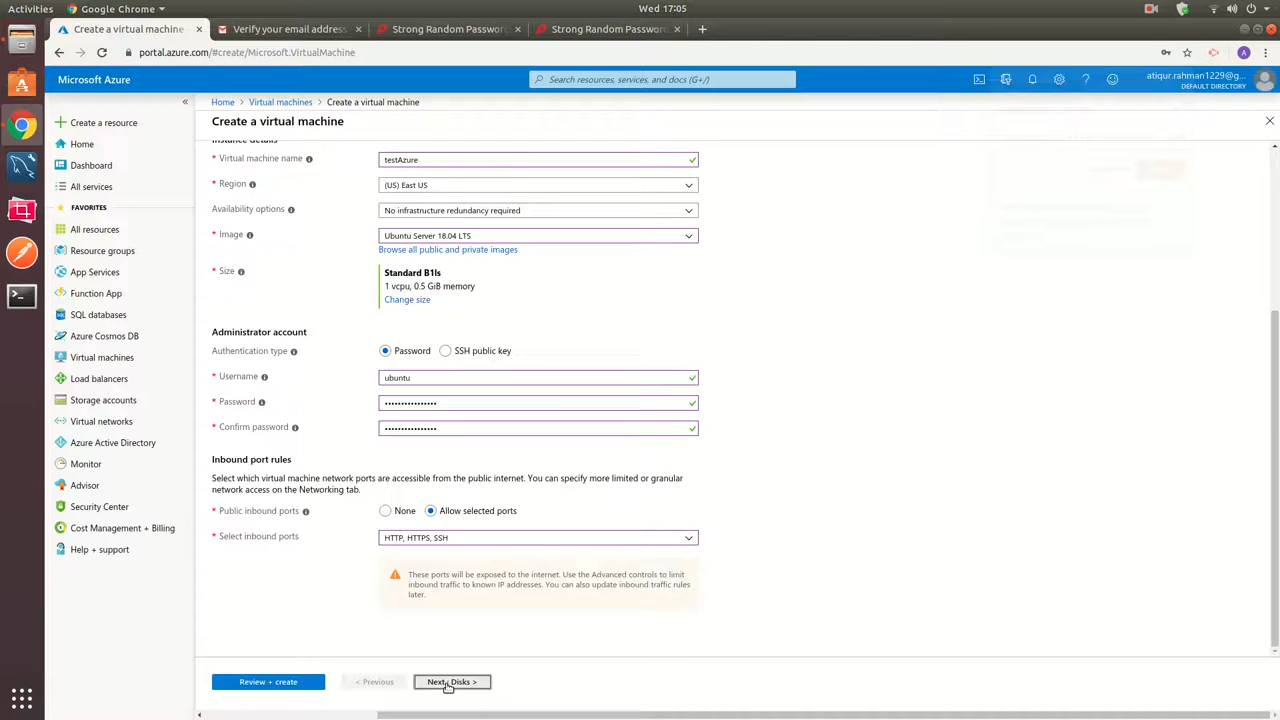 Activities
Google Chrome
Wed 17:05
Create a virtual machine
Verify your email address
Strong Random Password
Strong Random Password
portal.azure.com/#create/Microsoft.VirtualMachine
A
Microsoft Azure
Search resources, services, and docs (G+/)
atiqur.rahman1229@g...
DEFAULT DIRECTORY
Home > Virtual machines > Create a virtual machine
Create a virtual machine
Create a resource
Home
Dashboard
All services
FAVORITES
All resources
Resource groups
App Services
Function App
SQL databases
Azure Cosmos DB
Virtual machines
Load balancers
Storage accounts
Virtual networks
Azure Active Directory
Monitor
Advisor
Security Center
Cost Management + Billing
Help + support
Instance details
* Virtual machine name
testAzure
* Region
(US) East US
Availability options
No infrastructure redundancy required
* Image
Ubuntu Server 18.04 LTS
Browse all public and private images
* Size
Standard B1ls
1 vcpu, 0.5 GiB memory
Change size
Administrator account
Authentication type
Password
SSH public key
* Username
ubuntu
* Password
* Confirm password
Inbound port rules
Select which virtual machine network ports are accessible from the public internet. You can specify more limited or granular
network access on the Networking tab.
* Public inbound ports
None
Allow selected ports
* Select inbound ports
HTTP, HTTPS, SSH
These ports will be exposed to the internet. Use the Advanced controls to limit
inbound traffic to known IP addresses. You can also update inbound traffic rules
later.
Review + create
< Previous
Next : Disks >